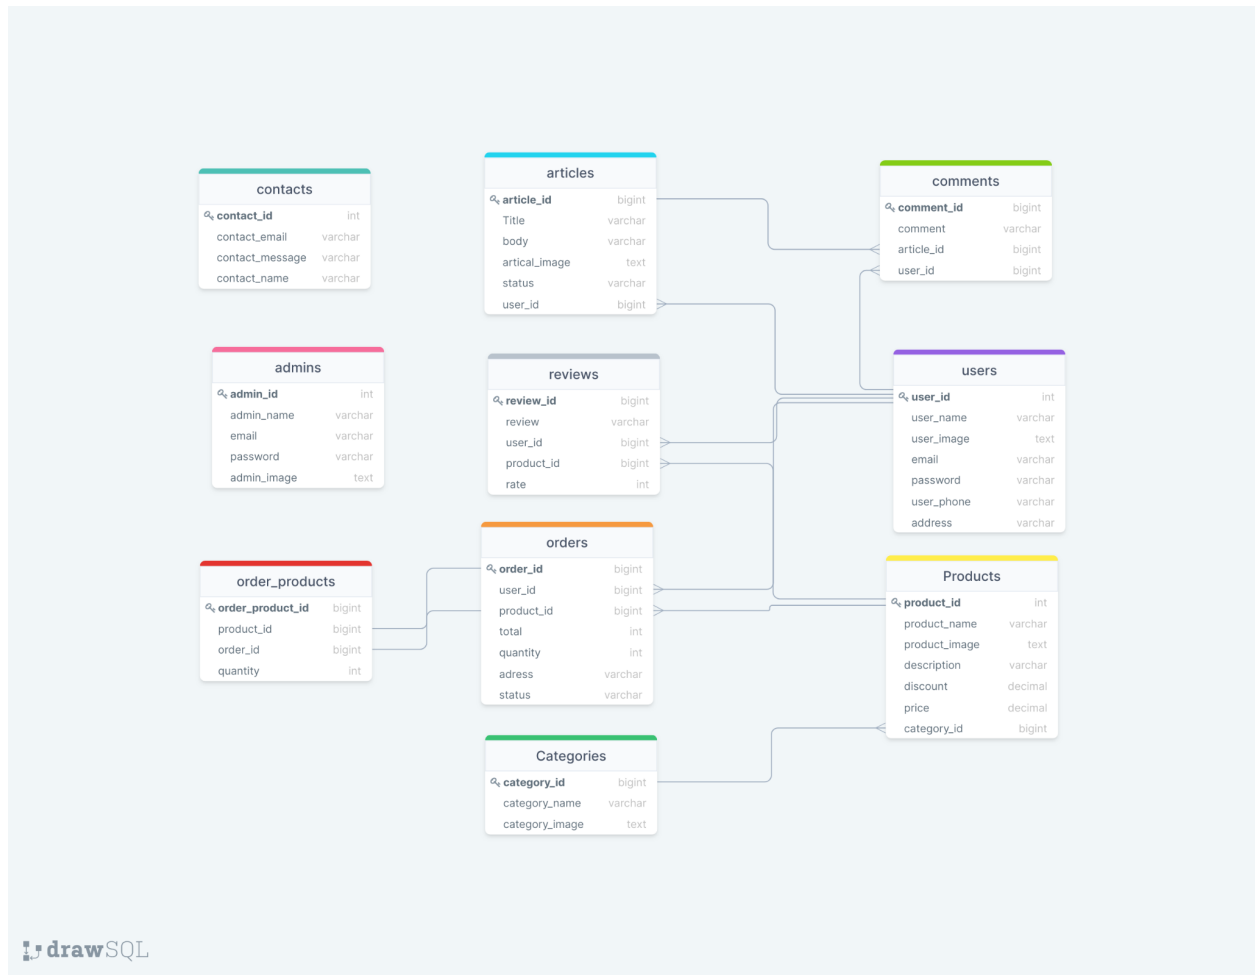 contacts
contact_id int
contact_email varchar
contact_message varchar
contact_name varchar
articles
article_id bigint
Title varchar
body varchar
artical_image text
status varchar
user_id bigint
comments
comment_id bigint
comment varchar
article_id bigint
user_id bigint
admins
admin_id int
admin_name varchar
email varchar
password varchar
admin_image text
reviews
review_id bigint
review varchar
user_id bigint
product_id bigint
rate int
users
user_id int
user_name varchar
user_image text
email varchar
password varchar
user_phone varchar
address varchar
order_products
order_product_id bigint
product_id bigint
order_id bigint
quantity int
orders
order_id bigint
user_id bigint
product_id bigint
total int
quantity int
adress varchar
status varchar
Products
product_id int
product_name varchar
product_image text
description varchar
discount decimal
price decimal
category_id bigint
Categories
category_id bigint
category_name varchar
category_image text
drawSQL